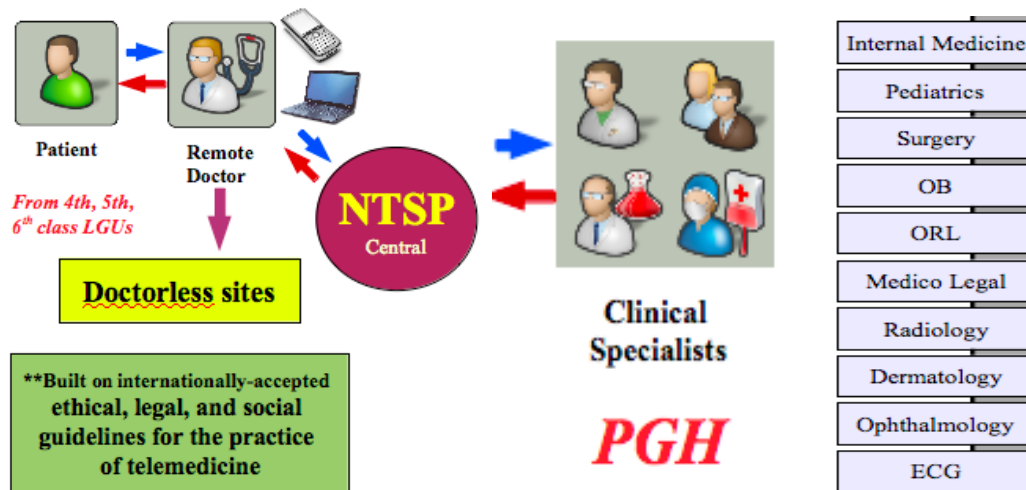 Patient
Remote
Doctor
From 4th, 5th,
6th class LGUs
Doctorless sites
**Built on internationally-accepted
ethical, legal, and social
guidelines for the practice
of telemedicine
NTSP
Central
Clinical
Specialists
PGH
Internal Medicine
Pediatrics
Surgery
OB
ORL
Medico Legal
Radiology
Dermatology
Ophthalmology
ECG